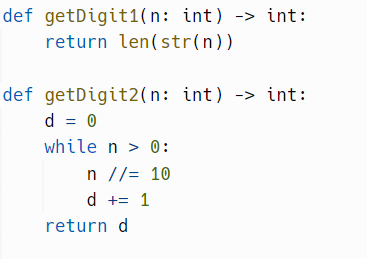 def getDigit1(n: int) -> int:
    return len(str(n))

def getDigit2(n: int) -> int:
    d = 0
    while n > 0:
        n //= 10
        d += 1
    return d